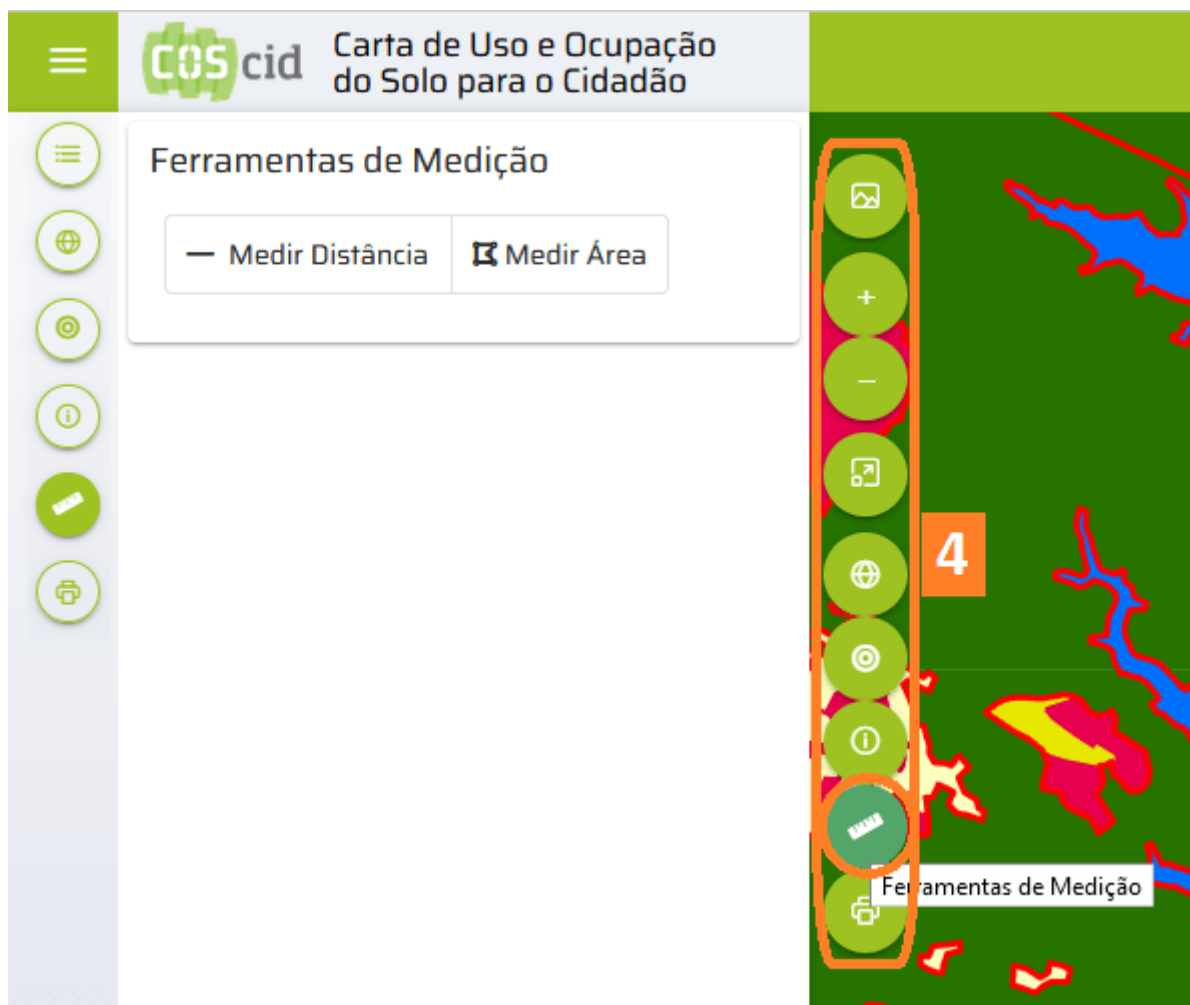 COS cid
Carta de Uso e Ocupação
do Solo para o Cidadão
Ferramentas de Medição
Medir Distância
Medir Área
4
Ferramentas de Medição